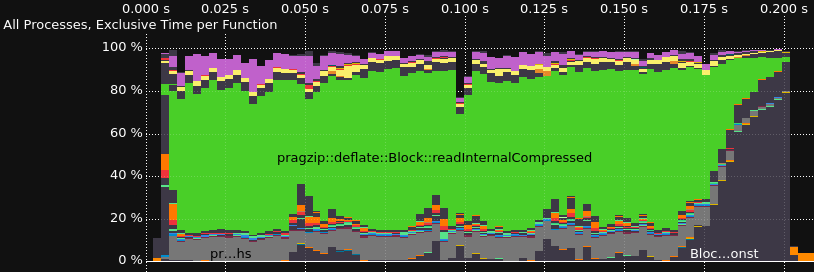 0.000 s 0.025 s 0.050 s 0.075 s 0.100 s 0.125 s 0.150 s 0.175 s 0.200 s
All Processes, Exclusive Time per Function
100 %
80 %
60 %
pragzip::deflate::Block::readInternalCompressed
40 %
20 %
pr...hs Bloc...onst
0 %